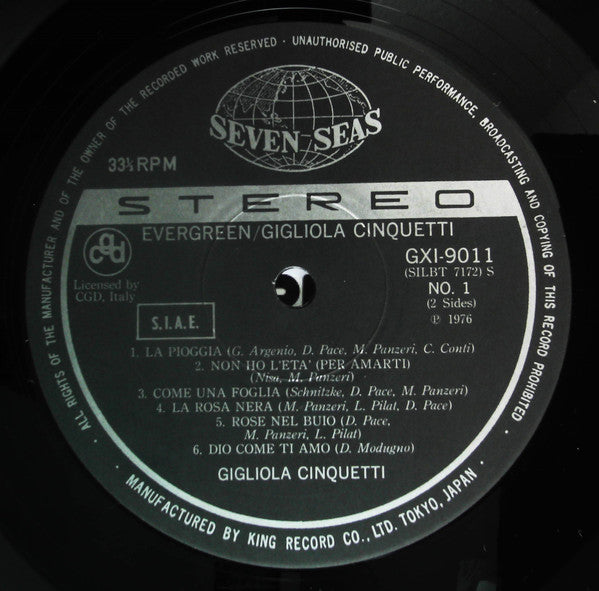 ALL RIGHTS OF THE MANUFACTURER AND OF THE OWNER OF THE RECORDED WORK RESERVED · UNAUTHORISED PUBLIC PERFORMANCE, BROADCASTING AND COPYING OF THIS RECORD PROHIBITED ·
SEVEN SEAS
33⅓ RPM
STEREO
EVERGREEN/GIGLIOLA CINQUETTI
cgd
GXI-9011
(SILBT 7172) S
Licensed by
CGD, Italy
NO. 1
(2 Sides)
S.I.A.E.
℗ 1976
1. LA PIOGGIA (G. Argenio, D. Pace, M. Panzeri, C. Conti)
2. NON HO L'ETA' (PER AMARTI)
(Nisa, M. Panzeri)
3. COME UNA FOGLIA (Schnitzke, D. Pace, M. Panzeri)
4. LA ROSA NERA (M. Panzeri, L. Pilat, D. Pace)
5. ROSE NEL BUIO (D. Pace,
M. Panzeri, L. Pilat)
6. DIO COME TI AMO (D. Modugno)
GIGLIOLA CINQUETTI
MANUFACTURED BY KING RECORD CO., LTD. TOKYO, JAPAN ·